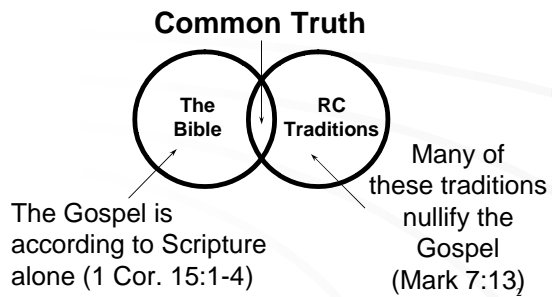 Common Truth
The
Bible
RC
Traditions
The Gospel is
according to Scripture
alone (1 Cor. 15:1-4)
Many of
these traditions
nullify the
Gospel
(Mark 7:13)
2